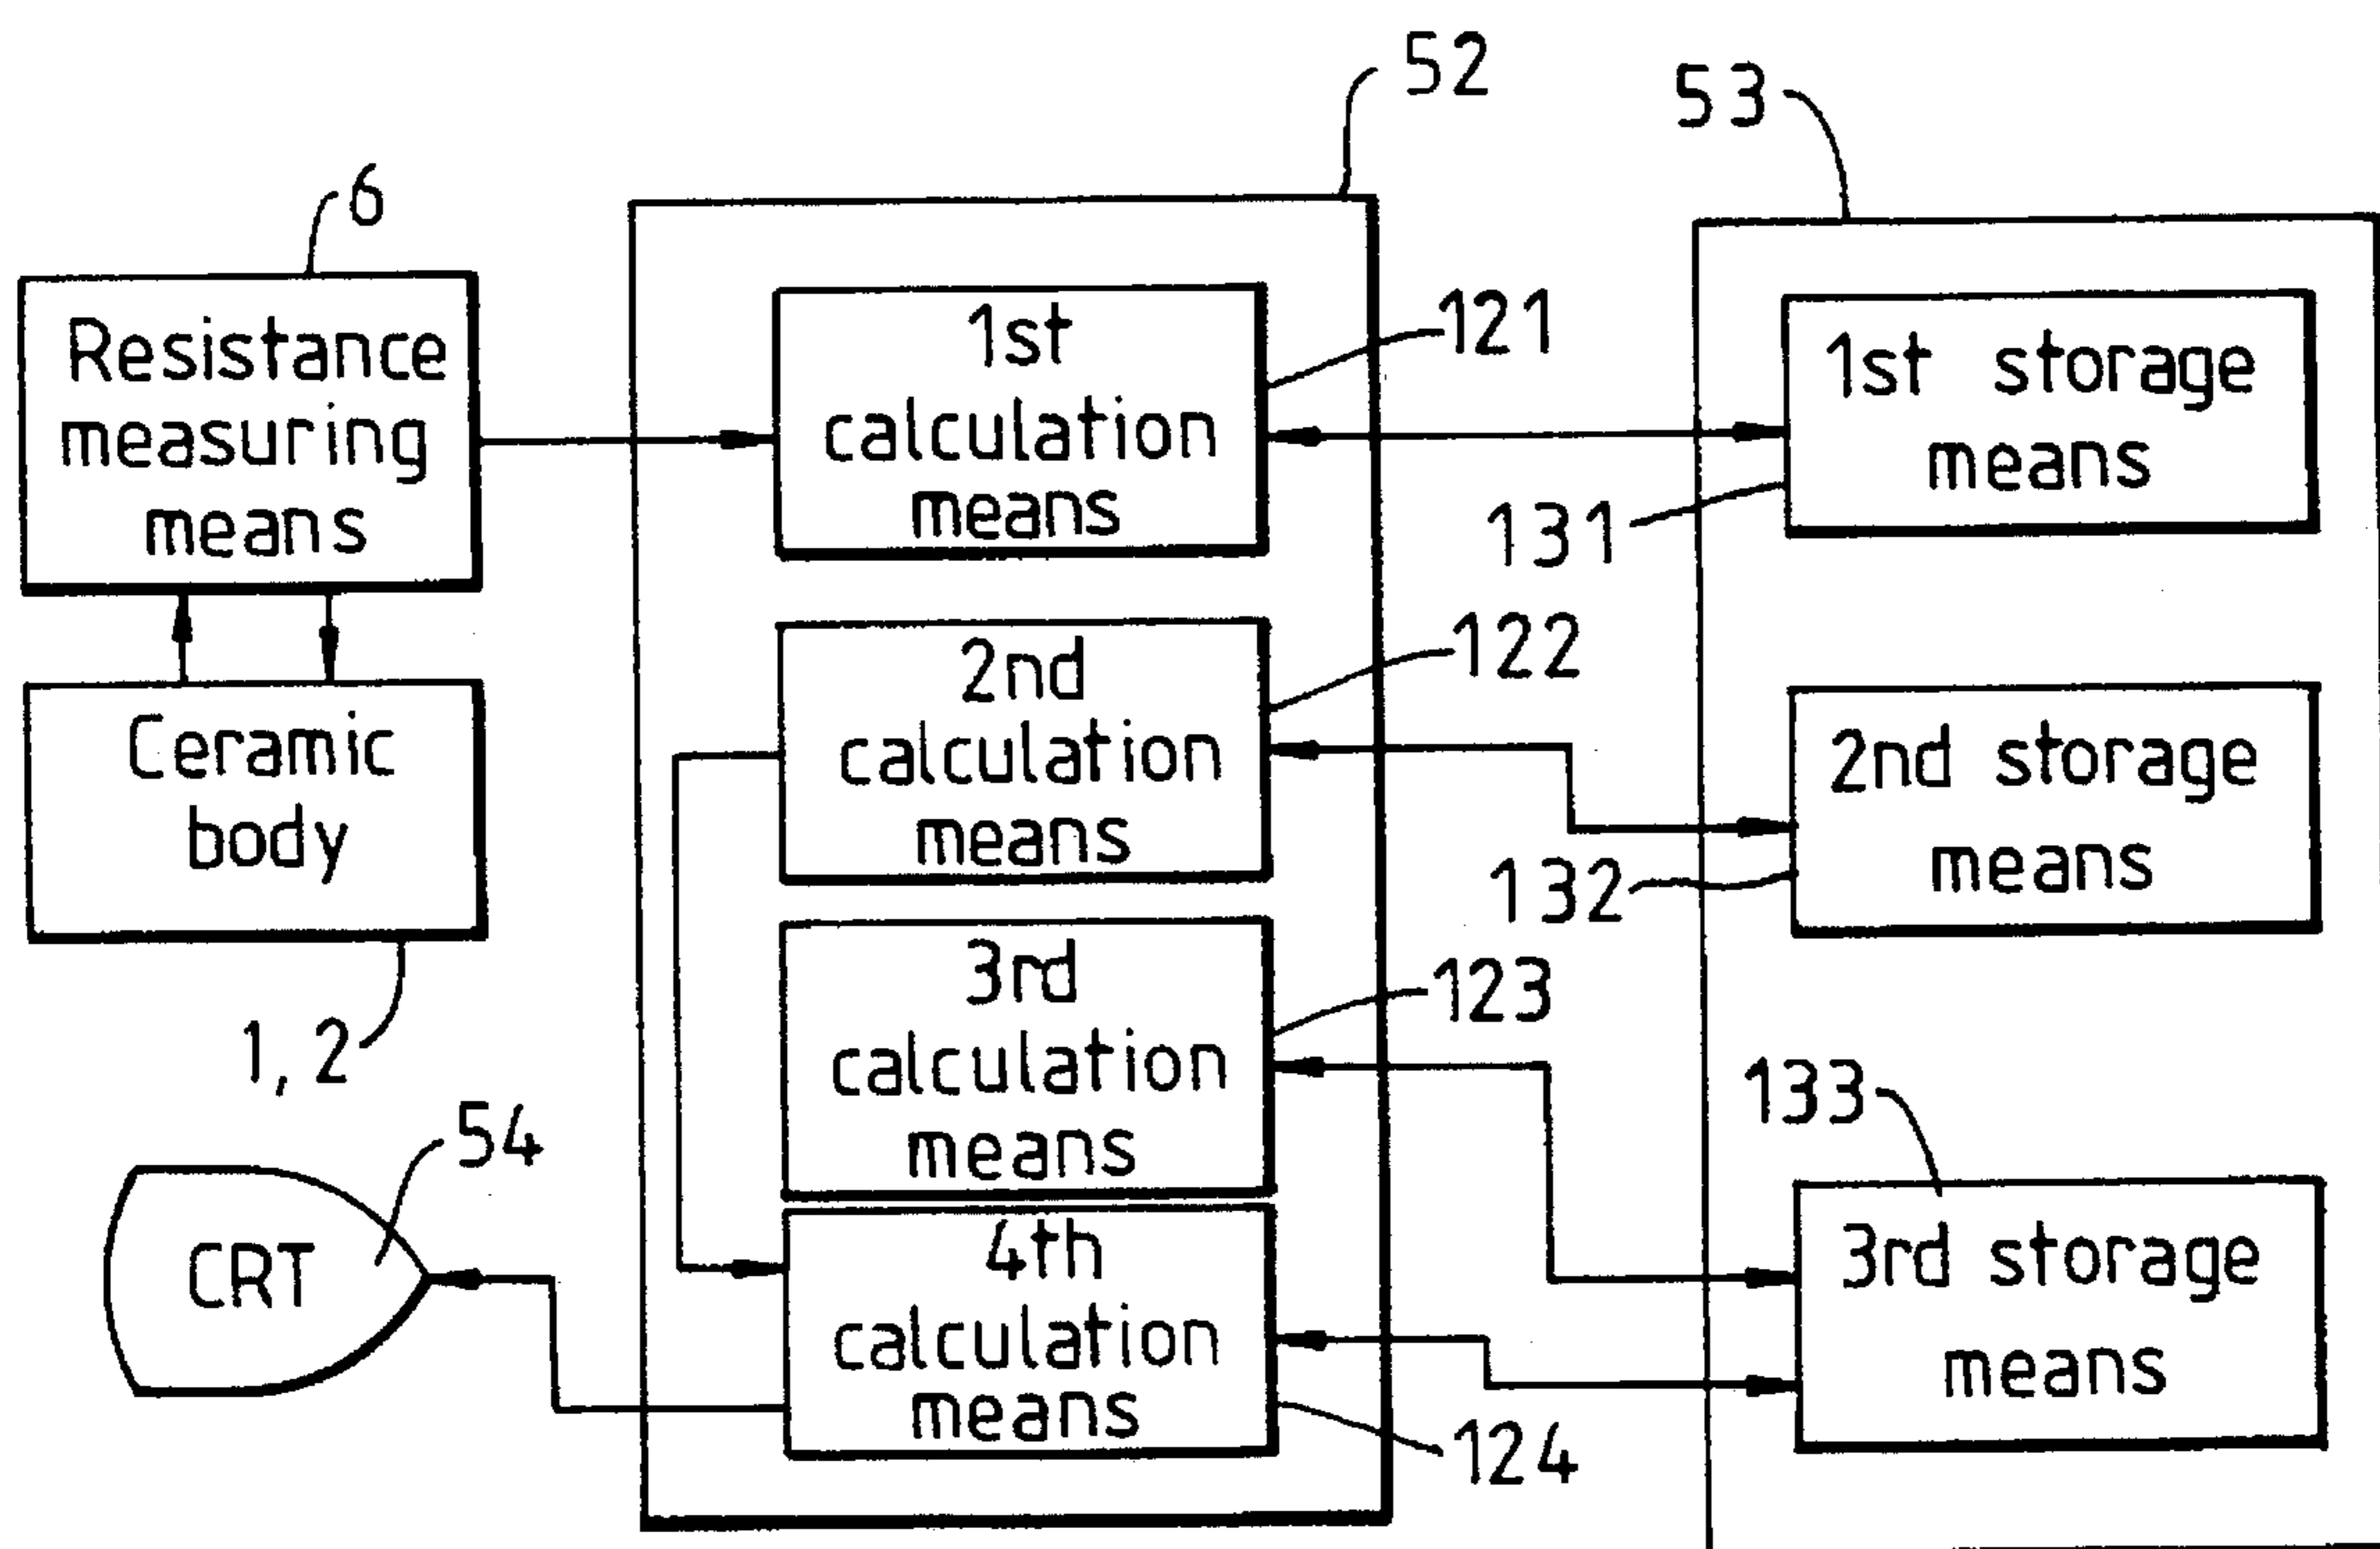 52
53
6
Resistance
measuring
means
1st
calculation
means
121
1st storage
means
131
Ceramic
body
1, 2
2nd
calculation
means
122
2nd storage
means
132
3rd
calculation
means
123
133
54
CRT
4th
calculation
means
124
3rd storage
means